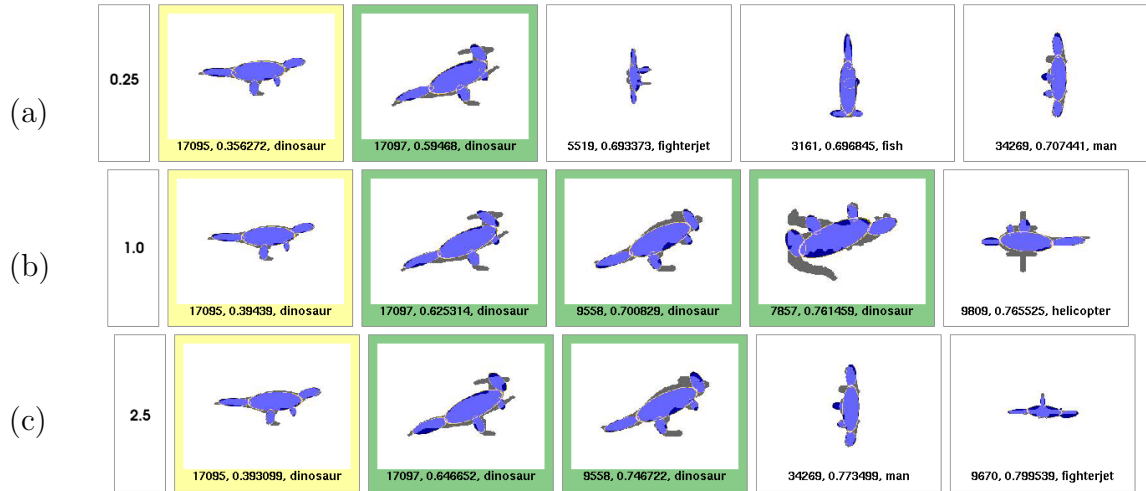 (a)
0.25
17095, 0.356272, dinosaur
17097, 0.59468, dinosaur
5519, 0.693373, fighterjet
3161, 0.696845, fish
34269, 0.707441, man
(b)
1.0
17095, 0.39439, dinosaur
17097, 0.625314, dinosaur
9558, 0.700829, dinosaur
7857, 0.761459, dinosaur
9809, 0.765525, helicopter
(c)
2.5
17095, 0.393099, dinosaur
17097, 0.646652, dinosaur
9558, 0.746722, dinosaur
34269, 0.773499, man
9670, 0.799539, fighterjet